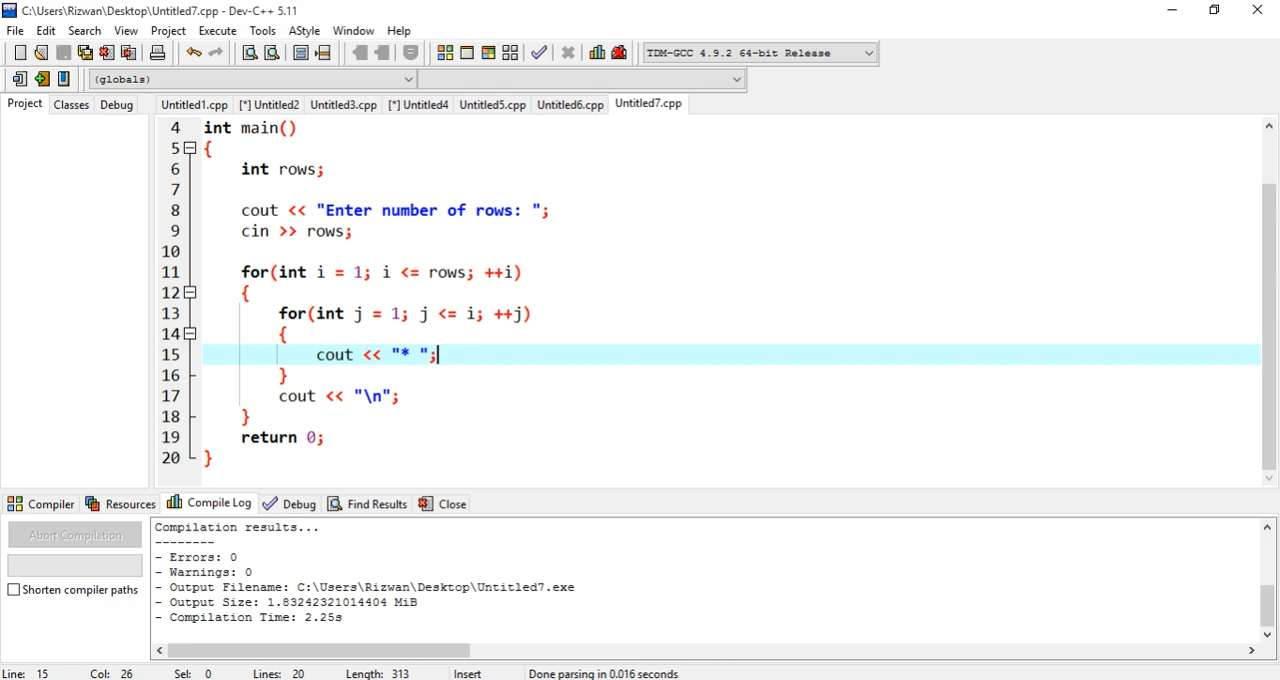 C:\Users\Rizwan\Desktop\Untitled7.cpp - Dev-C++ 5.11
File Edit Search View Project Execute Tools AStyle Window Help
TDM-GCC 4.9.2 64-bit Release
(globals)
Project Classes Debug Untitled1.cpp [*] Untitled2 Untitled3.cpp [*] Untitled4 Untitled5.cpp Untitled6.cpp Untitled7.cpp
4 int main()
5 {
6 int rows;
7
8 cout << "Enter number of rows: ";
9 cin >> rows;
10
11 for(int i = 1; i <= rows; ++i)
12 {
13 for(int j = 1; j <= i; ++j)
14 {
15 cout << "* ";
16 }
17 cout << "\n";
18 }
19 return 0;
20 }
Compiler Resources Compile Log Debug Find Results Close
Abort Compilation
Shorten compiler paths
Compilation results...
--------
- Errors: 0
- Warnings: 0
- Output Filename: C:\Users\Rizwan\Desktop\Untitled7.exe
- Output Size: 1.83242321014404 MiB
- Compilation Time: 2.25s
Line: 15 Col: 26 Sel: 0 Lines: 20 Length: 313 Insert Done parsing in 0.016 seconds